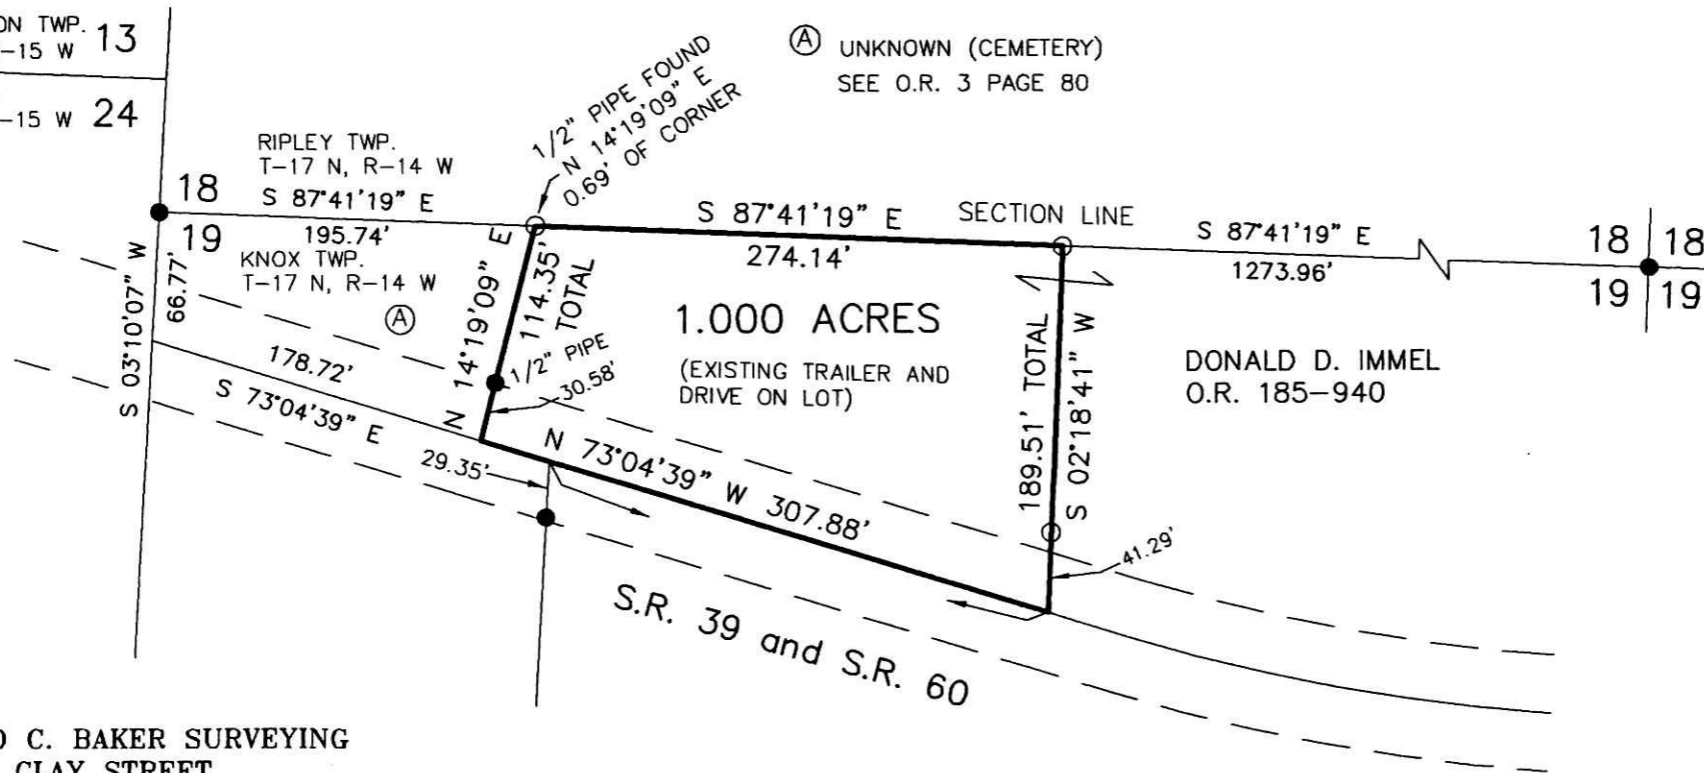 ON TWP.
-15 W 13
-15 W 24
Ⓐ UNKNOWN (CEMETERY)
SEE O.R. 3 PAGE 80
1/2" PIPE FOUND
N 14°19'09" E
0.69' OF CORNER
RIPLEY TWP.
T-17 N, R-14 W
18
S 87°41'19" E
195.74'
19
KNOX TWP.
T-17 N, R-14 W
Ⓐ
S 03°10'07" W
66.77'
S 87°41'19" E
274.14'
SECTION LINE
S 87°41'19" E
1273.96'
18 18
19 19
N 14°19'09" E
114.35'
TOTAL
1/2" PIPE
30.58'
1.000 ACRES
(EXISTING TRAILER AND
DRIVE ON LOT)
189.51' TOTAL
S 02°18'41" W
DONALD D. IMMEL
O.R. 185-940
178.72'
S 73°04'39" E
29.35'
N 73°04'39" W 307.88'
41.29'
S.R. 39 and S.R. 60
C. BAKER SURVEYING
CLAY STREET